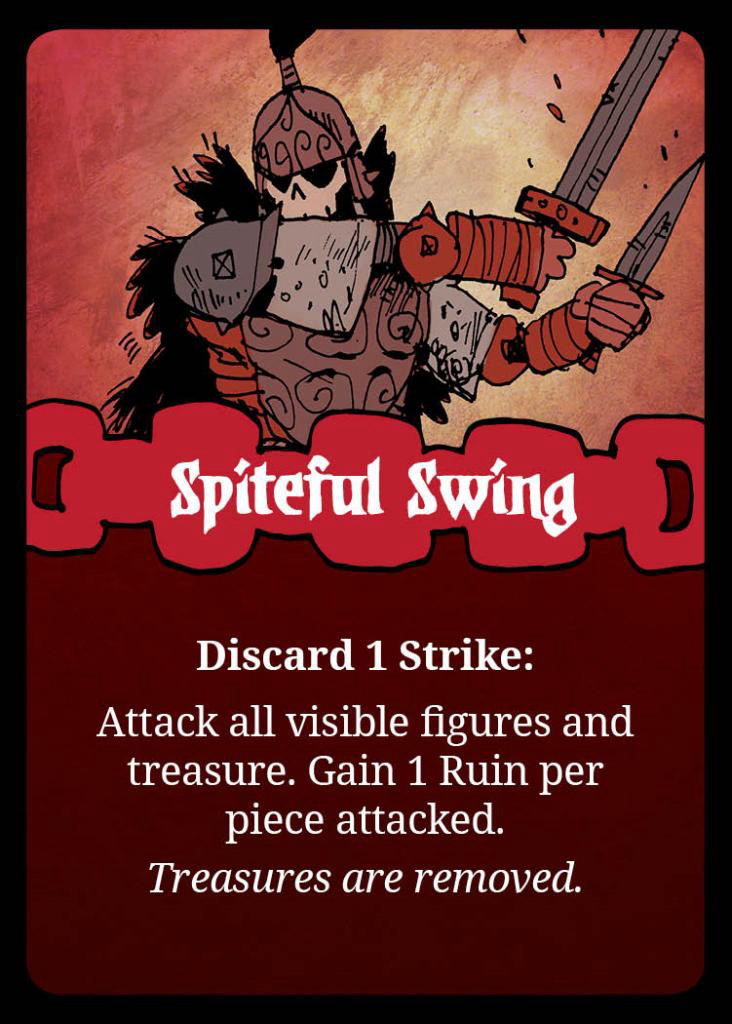 Spiteful Swing
Discard 1 Strike:
Attack all visible figures and
treasure. Gain 1 Ruin per
piece attacked.
Treasures are removed.